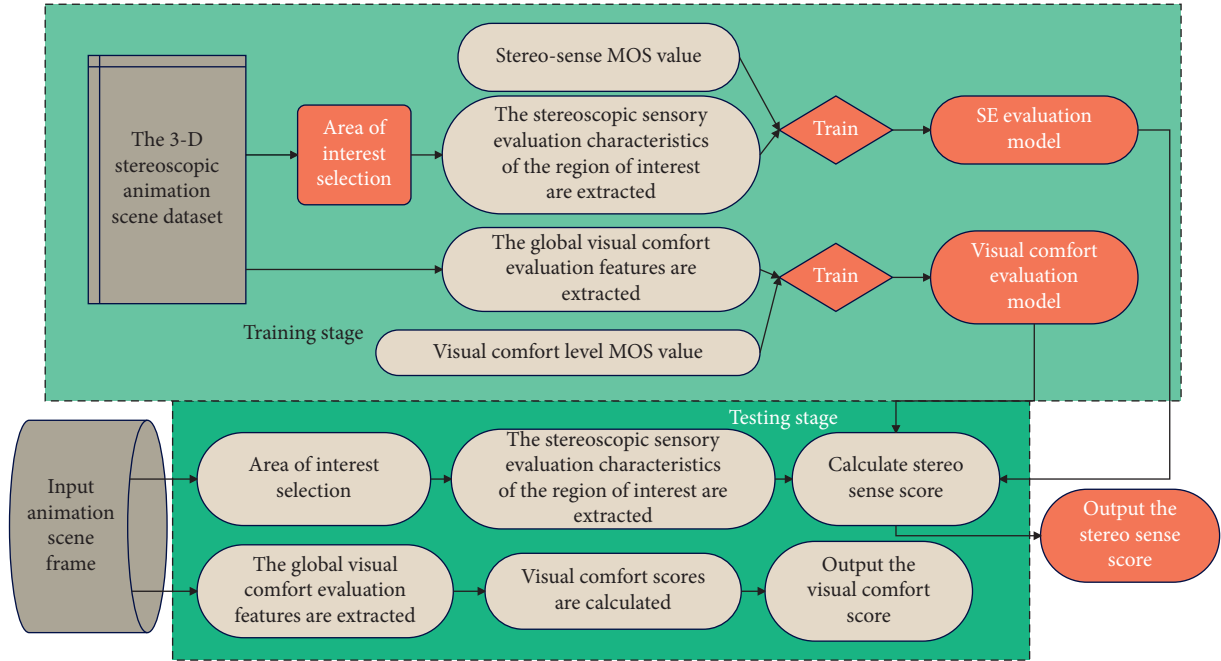 Stereo-sense MOS value
The 3-D
stereoscopic
animation
scene dataset
Area of
interest
selection
The stereoscopic sensory
evaluation characteristics
of the region of interest
are extracted
Train
SE evaluation
model
The global visual comfort
evaluation features are
extracted
Train
Visual comfort
evaluation
model
Training stage
Visual comfort level MOS value
Testing stage
Input
animation
scene
frame
Area of interest
selection
The stereoscopic sensory
evaluation characteristics
of the region of interest are
extracted
Calculate stereo
sense score
Output the
stereo sense
score
The global visual
comfort evaluation
features are extracted
Visual comfort scores
are calculated
Output the
visual comfort
score